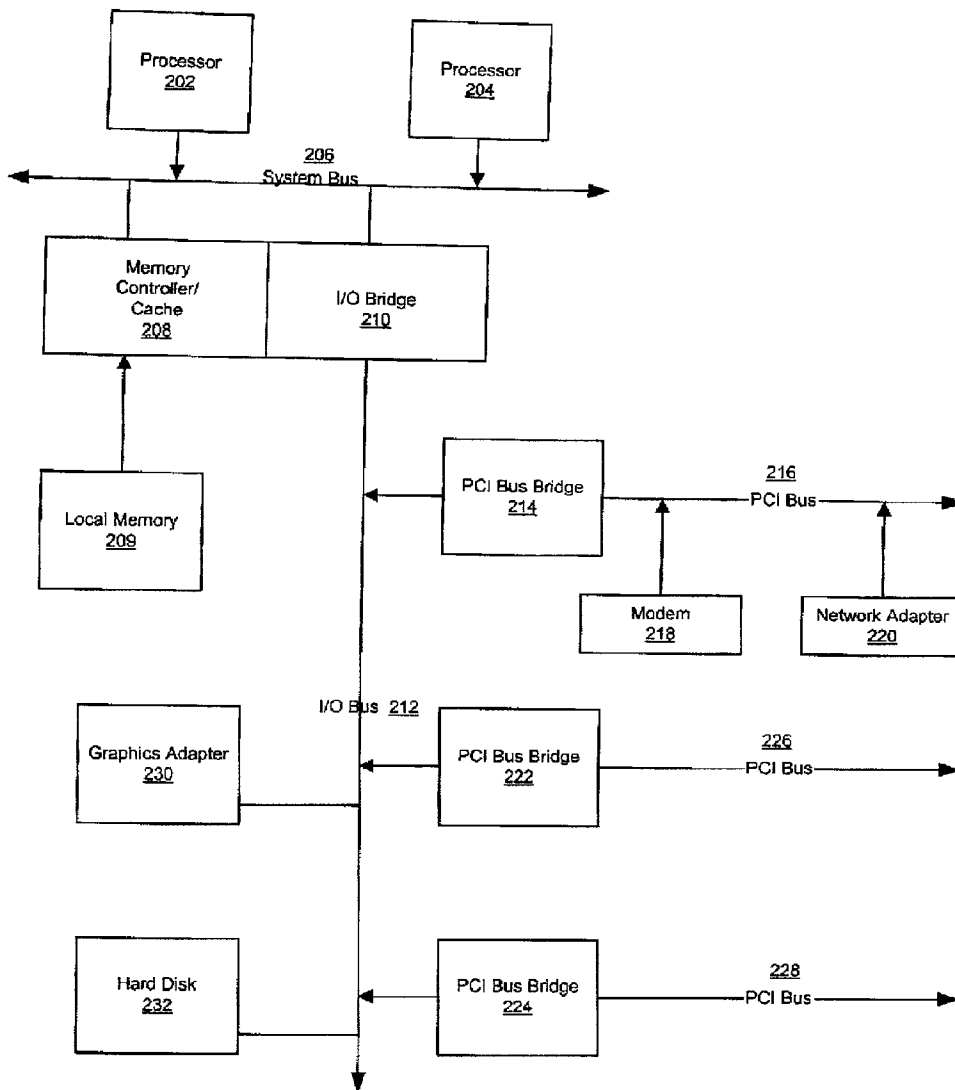 Processor
202
Processor
204
206
System Bus
Memory
Controller/
Cache
208
I/O Bridge
210
PCI Bus Bridge
214
216
PCI Bus
Local Memory
209
Modem
218
Network Adapter
220
I/O Bus 212
Graphics Adapter
230
PCI Bus Bridge
222
226
PCI Bus
Hard Disk
232
PCI Bus Bridge
224
228
PCI Bus